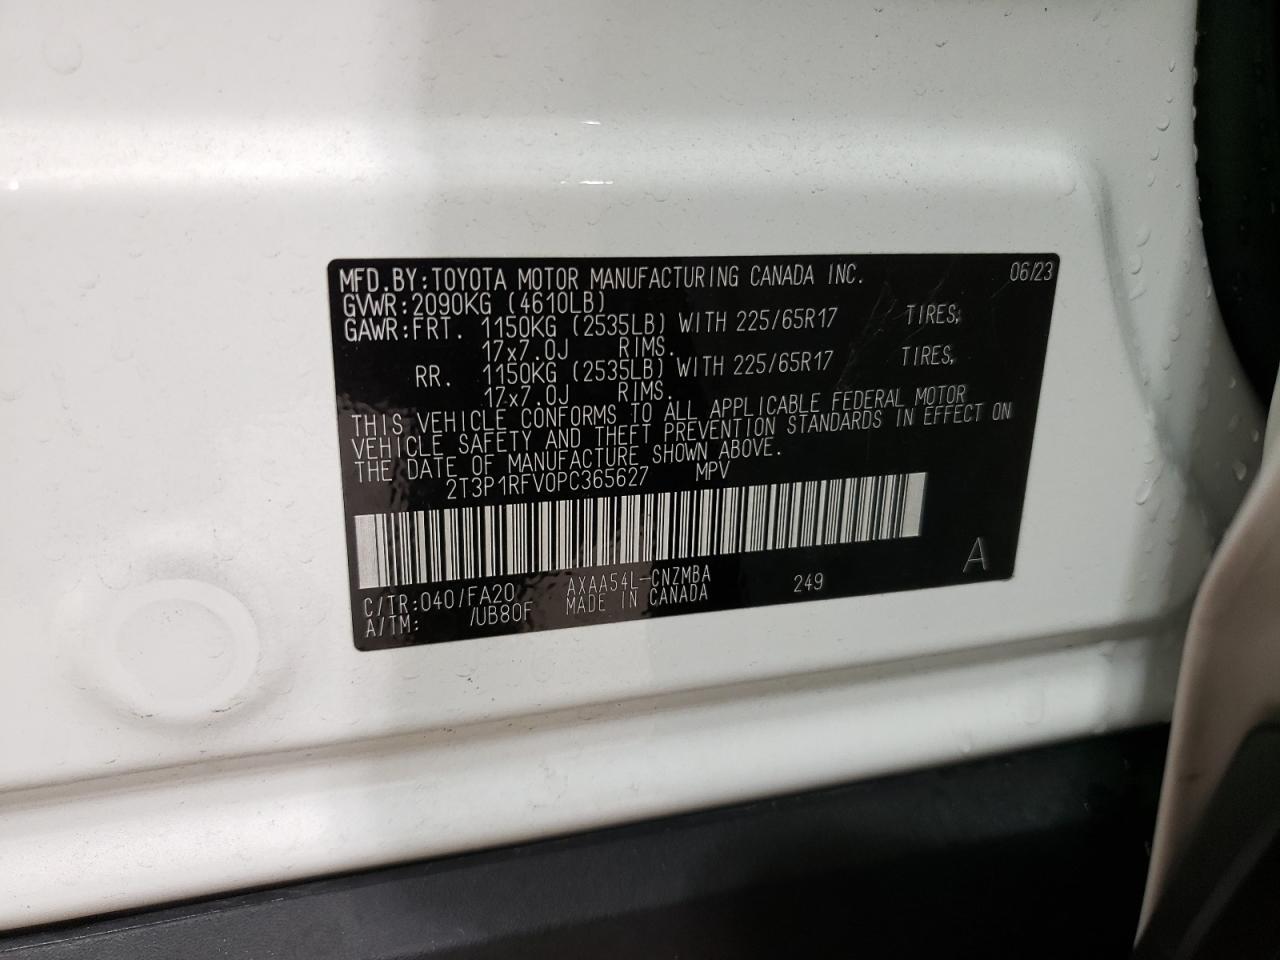 MFD.BY:TOYOTA MOTOR MANUFACTURING CANADA INC. 06/23
GVWR:2090KG (4610LB)
GAWR:FRT. 1150KG (2535LB) WITH 225/65R17 TIRES;
17x7.0J RIMS.
RR. 1150KG (2535LB) WITH 225/65R17 TIRES,
17x7.0J RIMS.
THIS VEHICLE CONFORMS TO ALL APPLICABLE FEDERAL MOTOR
VEHICLE SAFETY AND THEFT PREVENTION STANDARDS IN EFFECT ON
THE DATE OF MANUFACTURE SHOWN ABOVE.
2T3P1RFV0PC365627 MPV
C/TR:040/FA20 AXAA54L-CNZMBA 249 A
A/TM: /UB80F MADE IN CANADA